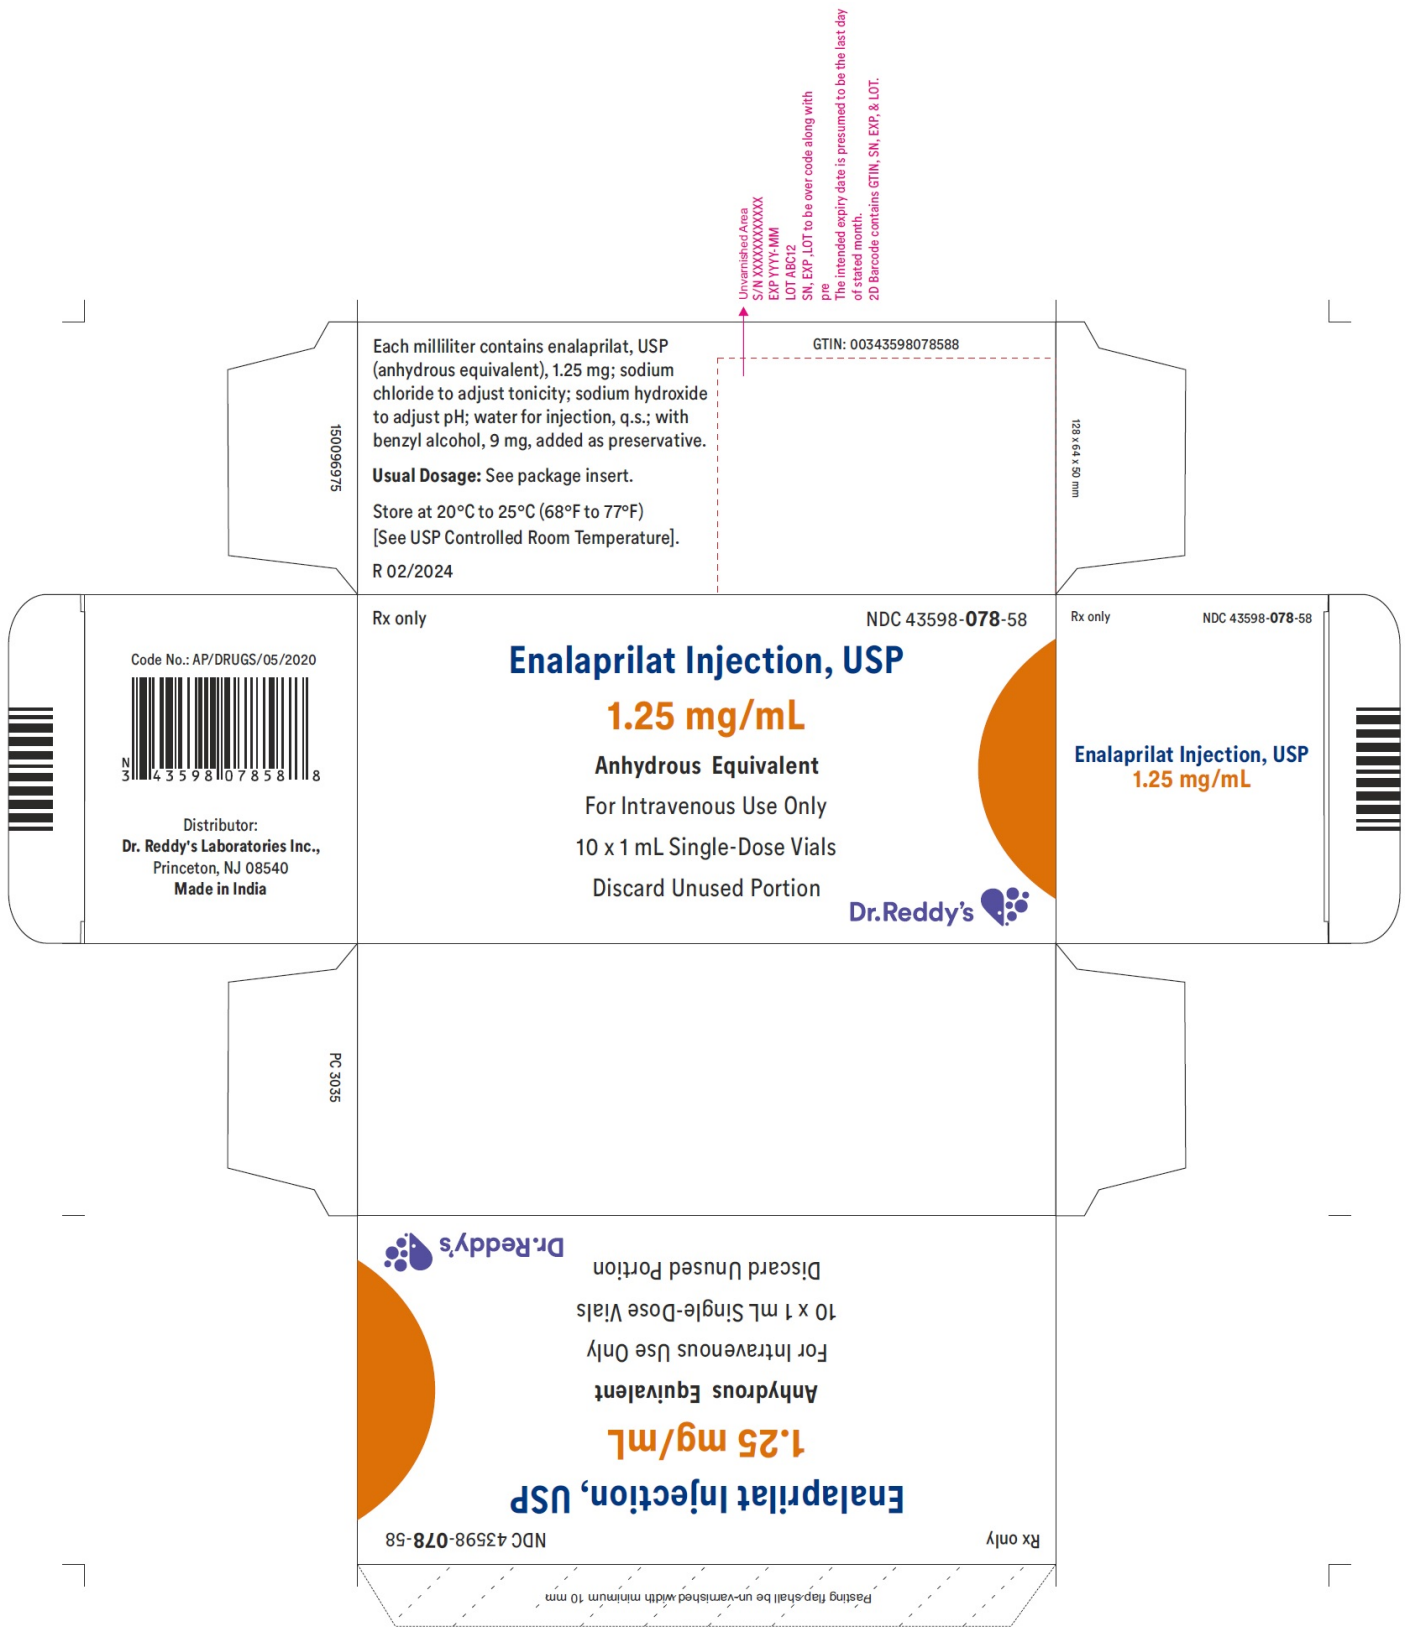 Unvarnished Area
S/N XXXXXXXXXXXXX
EXP YYYY-MM
LOT ABC12
SN, EXP ,LOT to be over code along with
pre
The intended expiry date is presumed to be the last day
of stated month.
2D Barcode contains GTIN, SN, EXP, & LOT.
Each milliliter contains enalaprilat, USP
(anhydrous equivalent), 1.25 mg; sodium
chloride to adjust tonicity; sodium hydroxide
to adjust pH; water for injection, q.s.; with
benzyl alcohol, 9 mg, added as preservative.
Usual Dosage: See package insert.
Store at 20°C to 25°C (68°F to 77°F)
[See USP Controlled Room Temperature].
R 02/2024
GTIN: 00343598078588
150096975
128 x 64 x 50 mm
Code No.: AP/DRUGS/05/2020
N
3 43598 07858 8
Distributor:
Dr. Reddy's Laboratories Inc.,
Princeton, NJ 08540
Made in India
Rx only
NDC 43598-078-58
Enalaprilat Injection, USP
1.25 mg/mL
Anhydrous Equivalent
For Intravenous Use Only
10 x 1 mL Single-Dose Vials
Discard Unused Portion
Dr.Reddy's
Rx only
NDC 43598-078-58
Enalaprilat Injection, USP
1.25 mg/mL
PC 3035
Rx only
NDC 43598-078-58
Enalaprilat Injection, USP
1.25 mg/mL
Anhydrous Equivalent
For Intravenous Use Only
10 x 1 mL Single-Dose Vials
Discard Unused Portion
Dr.Reddy's
Pasting flap shall be un-varnished width minimum 10 mm